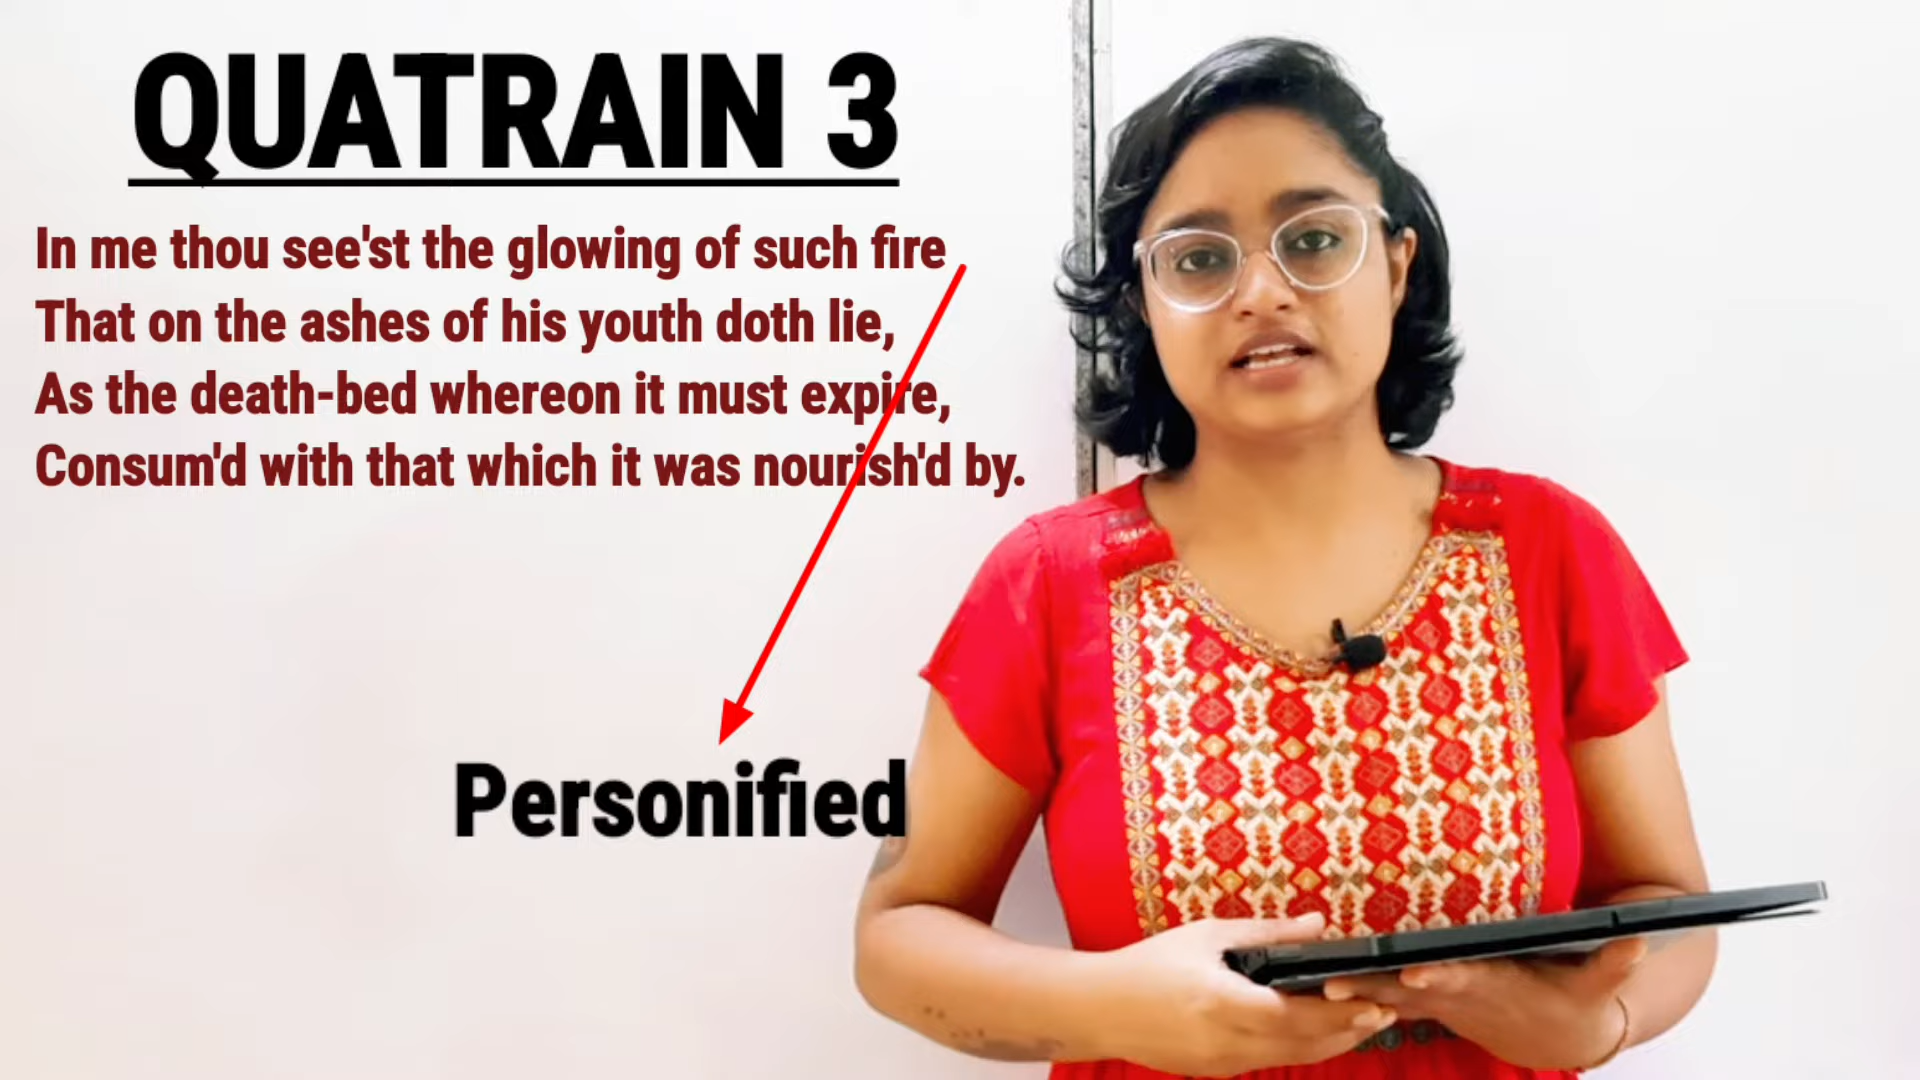 QUATRAIN 3
In me thou see'st the glowing of such fire
That on the ashes of his youth doth lie,
As the death-bed whereon it must expire,
Consum'd with that which it was nourish'd by.
Personified